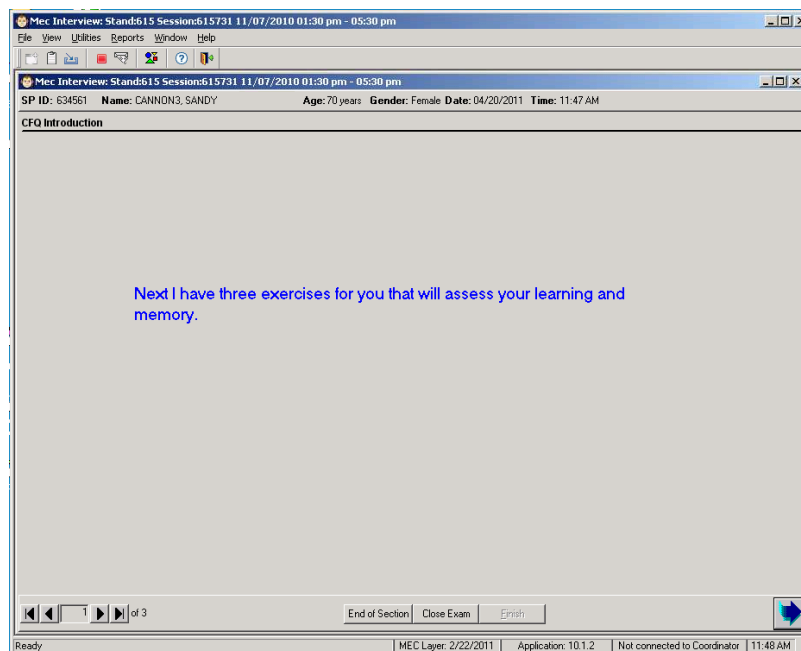 Mec Interview: Stand:615 Session:615731 11/07/2010 01:30 pm - 05:30 pm
File View Utilities Reports Window Help
Mec Interview: Stand:615 Session:615731 11/07/2010 01:30 pm - 05:30 pm
SP ID: 634561 Name: CANNON3, SANDY Age: 70 years Gender: Female Date: 04/20/2011 Time: 11:47 AM
CFQ Introduction
Next I have three exercises for you that will assess your learning and
memory.
1 of 3 End of Section Close Exam Finish
Ready MEC Layer: 2/22/2011 Application: 10.1.2 Not connected to Coordinator 11:48 AM